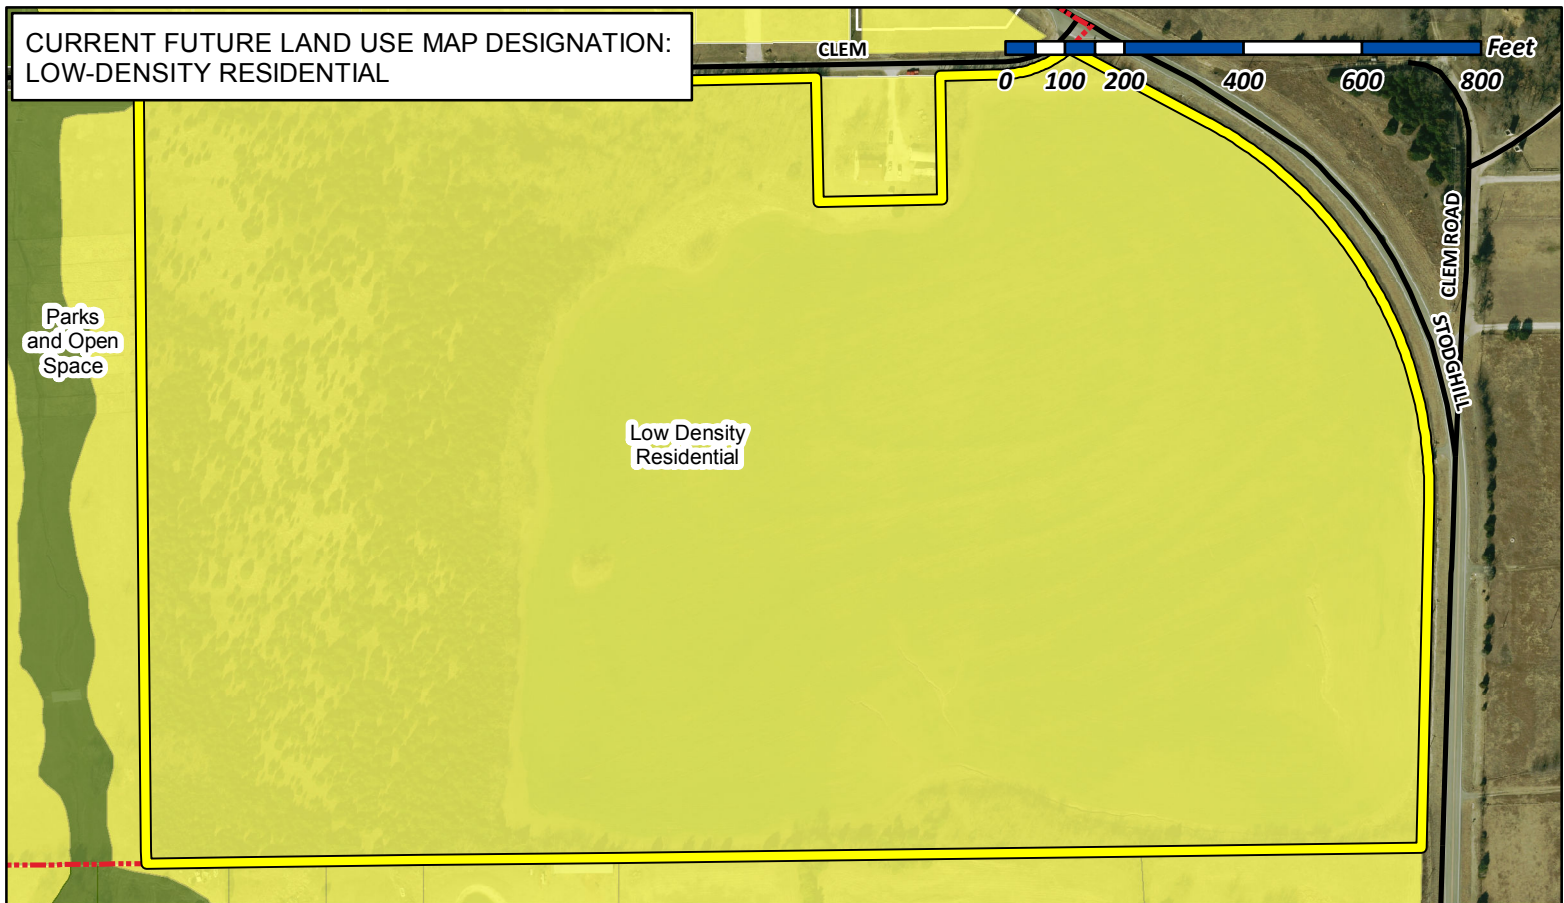 CURRENT FUTURE LAND USE MAP DESIGNATION:
LOW-DENSITY RESIDENTIAL
CLEM
Feet
0 100 200 400 600 800
CLEM ROAD
STODGHILL
Parks
and Open
Space
Low Density
Residential